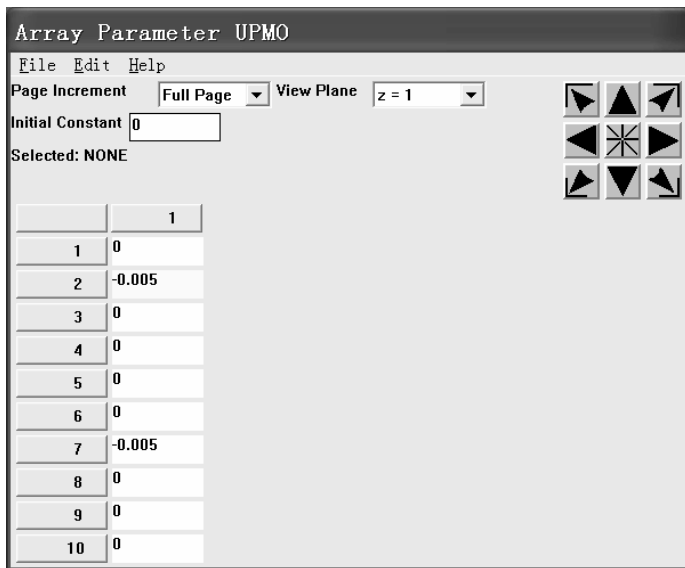 Array Parameter UPMO
File Edit Help
Page Increment Full Page View Plane z = 1
Initial Constant 0
Selected: NONE
1
1 0
2 -0.005
3 0
4 0
5 0
6 0
7 -0.005
8 0
9 0
10 0